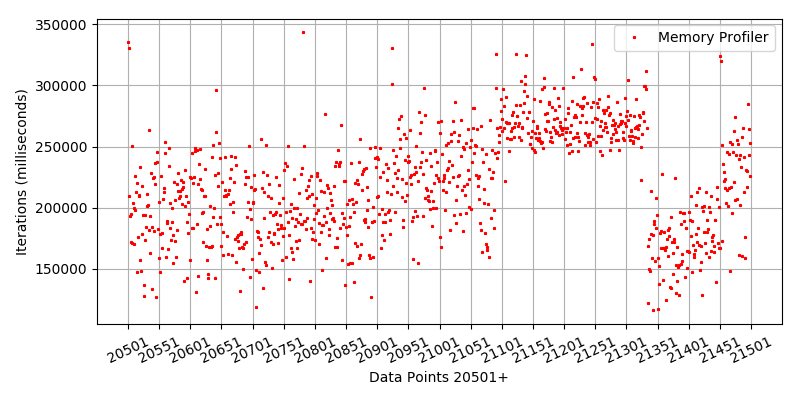 350000
300000
250000
200000
150000
Iterations (milliseconds)
Memory Profiler
20501 20551 20601 20651 20701 20751 20801 20851 20901 20951 21001 21051 21101 21151 21201 21251 21301 21351 21401 21451 21501
Data Points 20501+